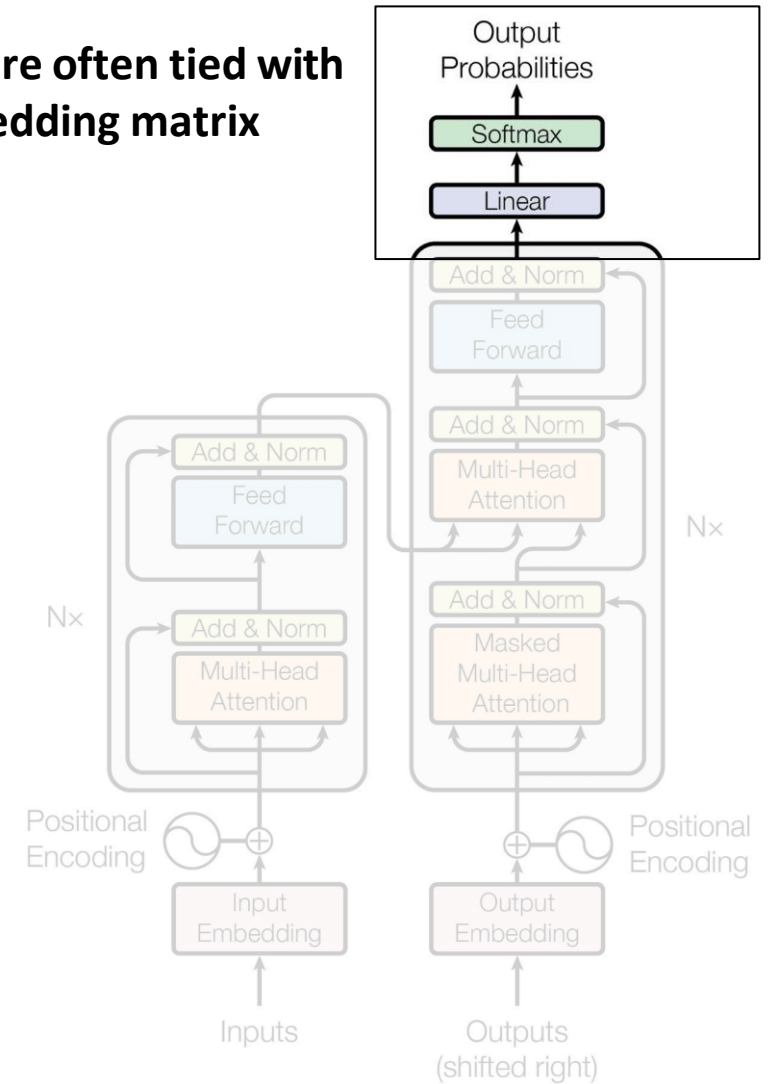 re often tied with
edding matrix
Output
Probabilities
Softmax
Linear
Add & Norm
Feed
Forward
Add & Norm
Multi-Head
Attention
Nx
Add & Norm
Masked
Multi-Head
Attention
Add & Norm
Feed
Forward
Nx
Add & Norm
Multi-Head
Attention
Positional
Encoding
Positional
Encoding
Input
Embedding
Output
Embedding
Inputs
Outputs
(shifted right)